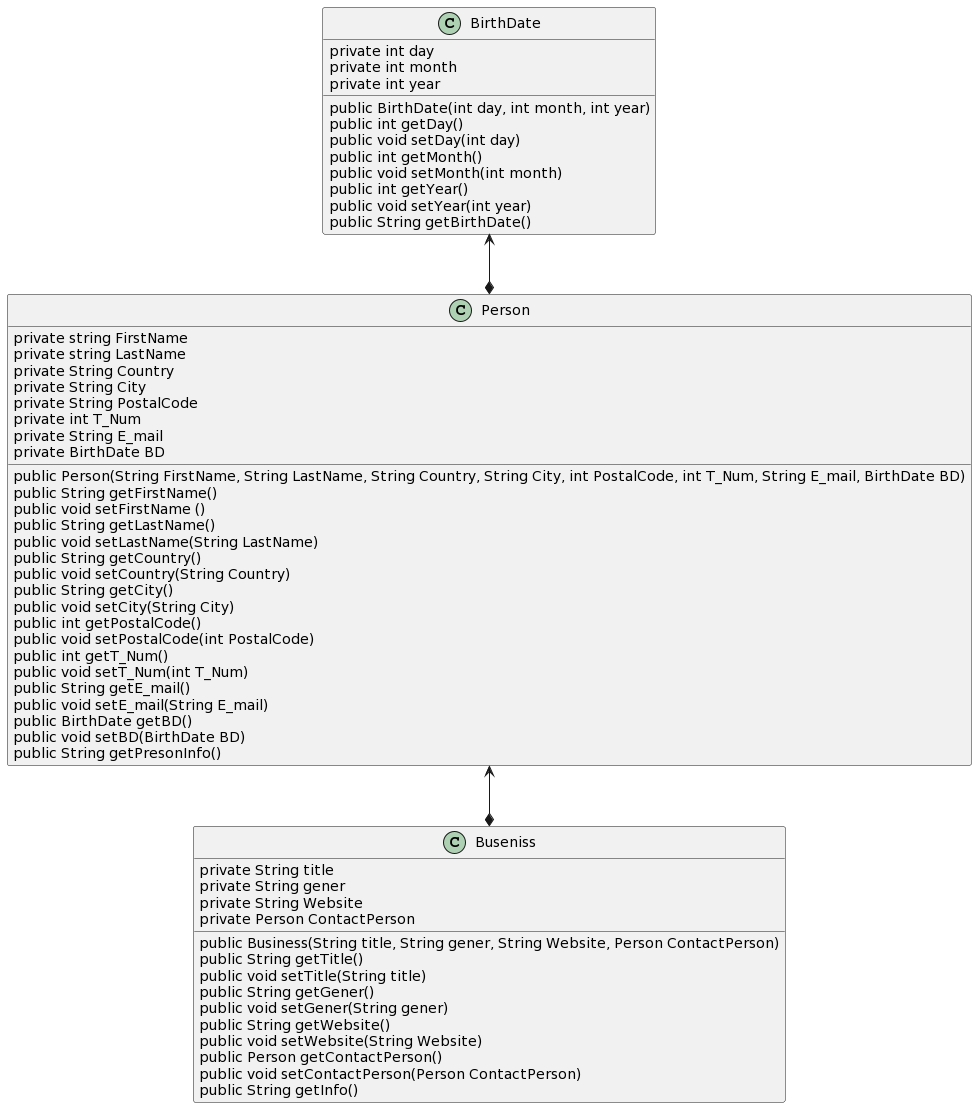 C BirthDate
private int day
private int month
private int year
public BirthDate(int day, int month, int year)
public int getDay()
public void setDay(int day)
public int getMonth()
public void setMonth(int month)
public int getYear()
public void setYear(int year)
public String getBirthDate()
C Person
private string FirstName
private string LastName
private String Country
private String City
private String PostalCode
private int T_Num
private String E_mail
private BirthDate BD
public Person(String FirstName, String LastName, String Country, String City, int PostalCode, int T_Num, String E_mail, BirthDate BD)
public String getFirstName()
public void setFirstName ()
public String getLastName()
public void setLastName(String LastName)
public String getCountry()
public void setCountry(String Country)
public String getCity()
public void setCity(String City)
public int getPostalCode()
public void setPostalCode(int PostalCode)
public int getT_Num()
public void setT_Num(int T_Num)
public String getE_mail()
public void setE_mail(String E_mail)
public BirthDate getBD()
public void setBD(BirthDate BD)
public String getPresonInfo()
C Buseniss
private String title
private String gener
private String Website
private Person ContactPerson
public Business(String title, String gener, String Website, Person ContactPerson)
public String getTitle()
public void setTitle(String title)
public String getGener()
public void setGener(String gener)
public String getWebsite()
public void setWebsite(String Website)
public Person getContactPerson()
public void setContactPerson(Person ContactPerson)
public String getInfo()